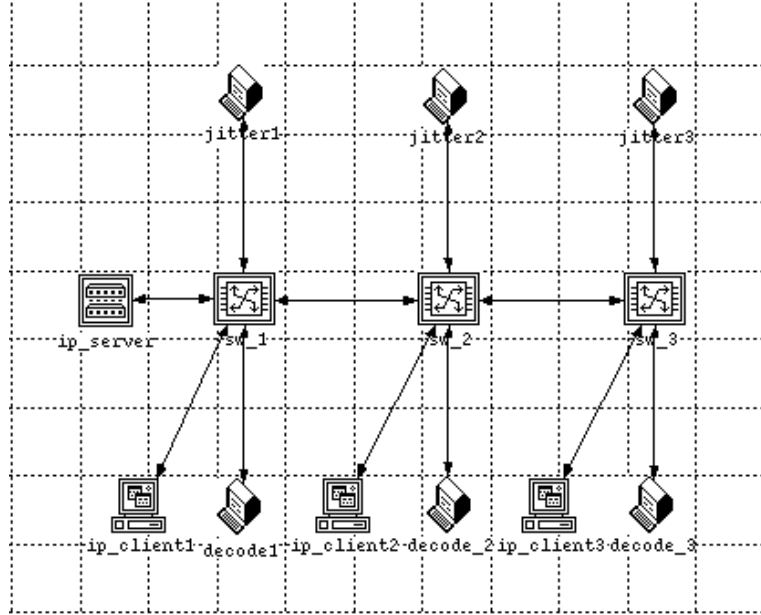 jitter1 jitter2 jitter3
ip_server sw_1 sw_2 sw_3
ip_client1 decode1 ip_client2 decode_2 ip_client3 decode_3